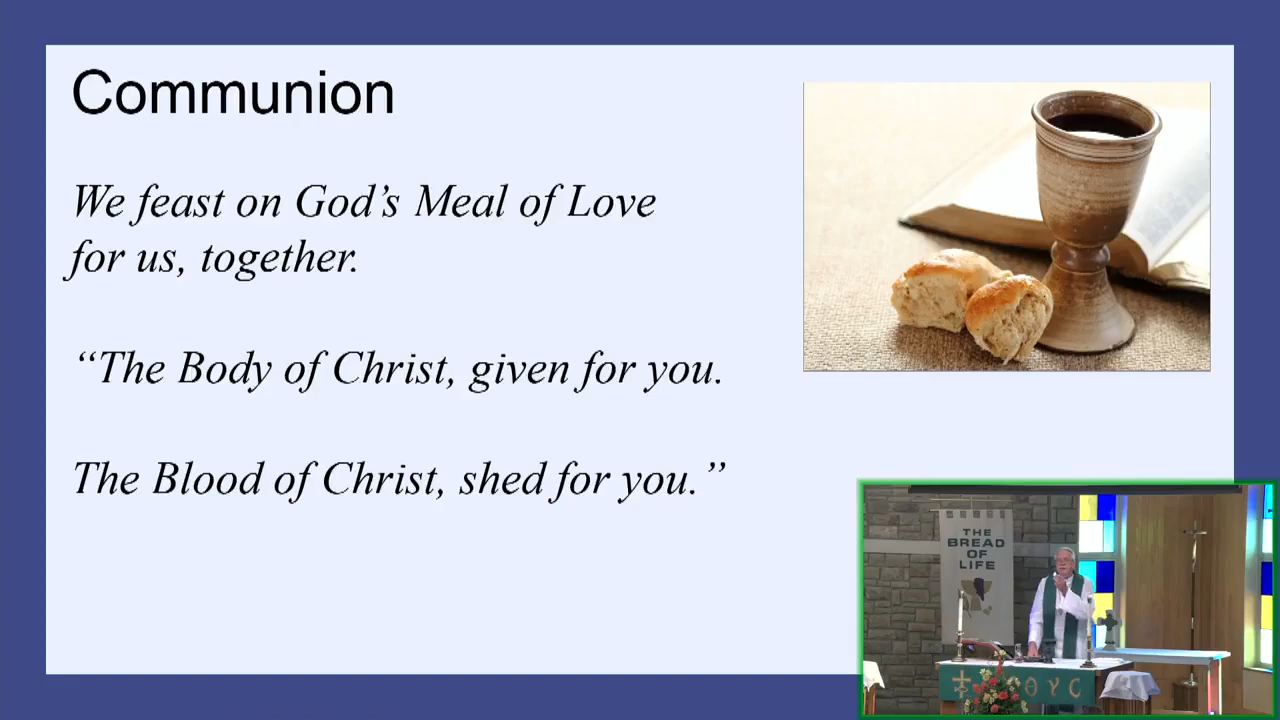 Communion
We feast on God’s Meal of Love
for us, together.
“The Body of Christ, given for you.
The Blood of Christ, shed for you.”
THE
BREAD
OF
LIFE
ΘΥС